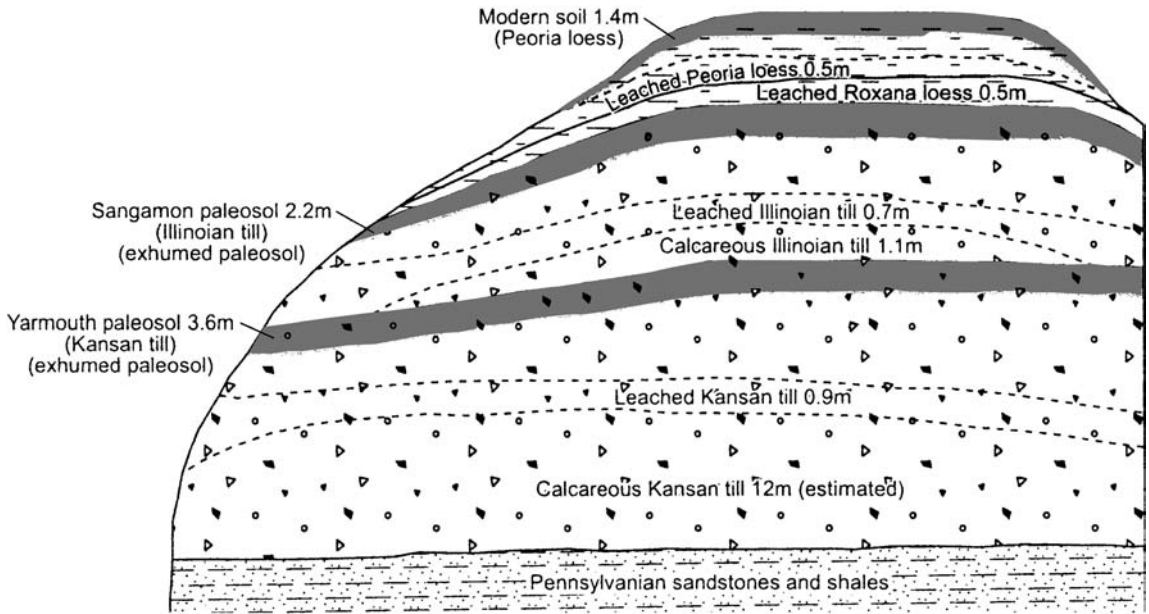 Modern soil 1.4m
(Peoria loess)
Leached Peoria loess 0.5m
Leached Roxana loess 0.5m
Sangamon paleosol 2.2m
(Illinoian till)
(exhumed paleosol)
Leached Illinoian till 0.7m
Calcareous Illinoian till 1.1m
Yarmouth paleosol 3.6m
(Kansan till)
(exhumed paleosol)
Leached Kansan till 0.9m
Calcareous Kansan till 12m (estimated)
Pennsylvanian sandstones and shales